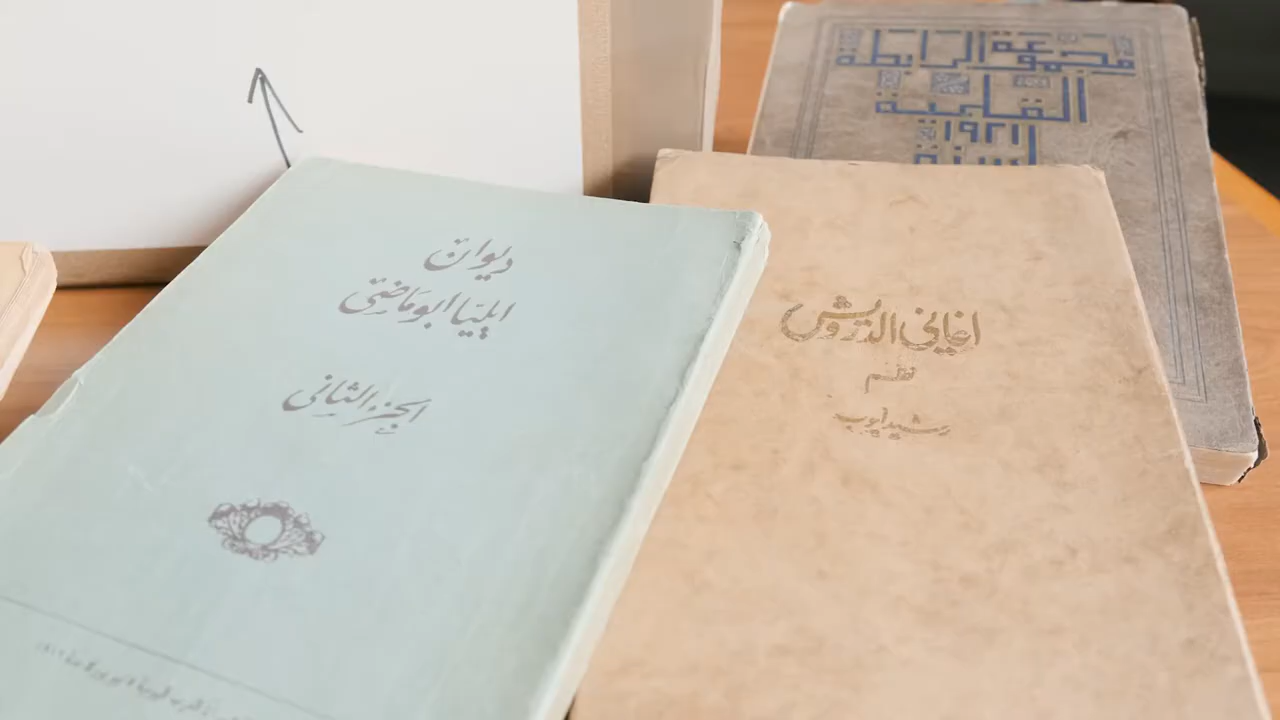 ديوان
ايليا ابو ماضي
الجزء الثاني
اغاني الدرويش
نظم
رشيد ايوب
مجموعة الرابطة
القلمية
لسنة ١٩٢١